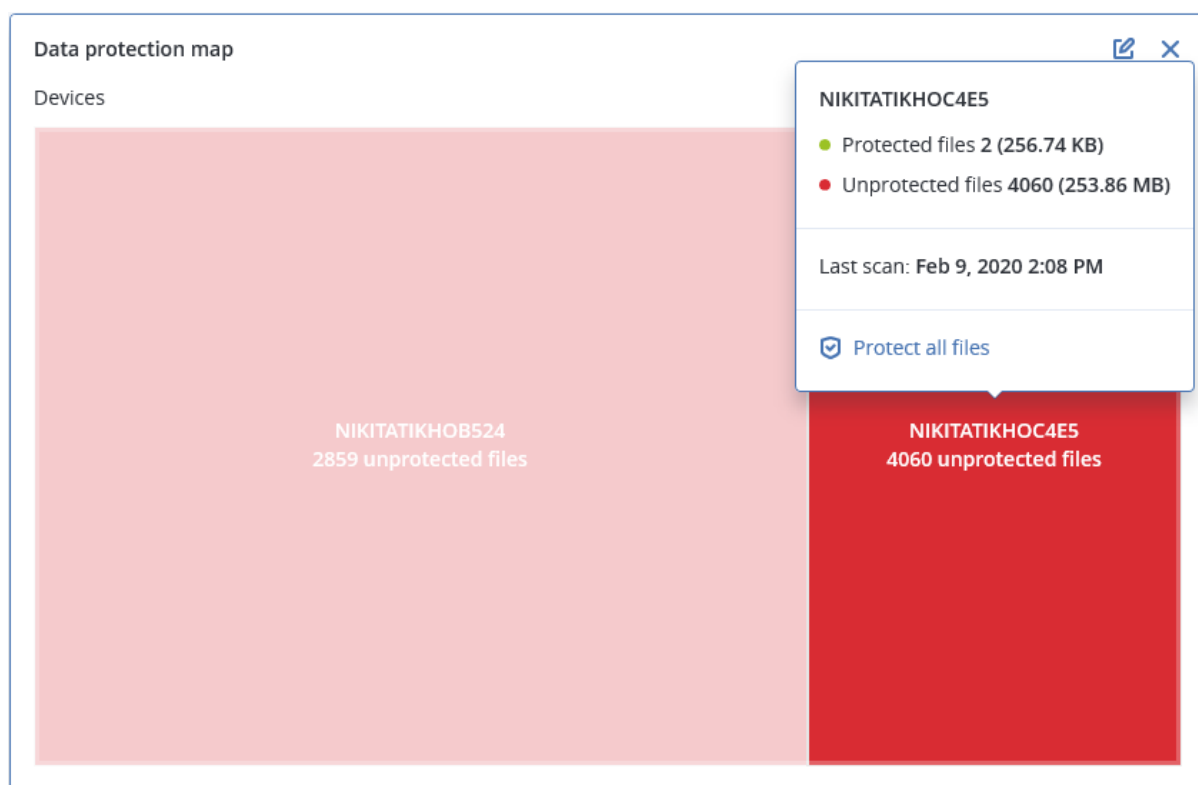 Data protection map
Devices
NIKITATIKHOC4E5
Protected files 2 (256.74 KB)
Unprotected files 4060 (253.86 MB)
Last scan: Feb 9, 2020 2:08 PM
Protect all files
NIKITATIKHOB524
2859 unprotected files
NIKITATIKHOC4E5
4060 unprotected files